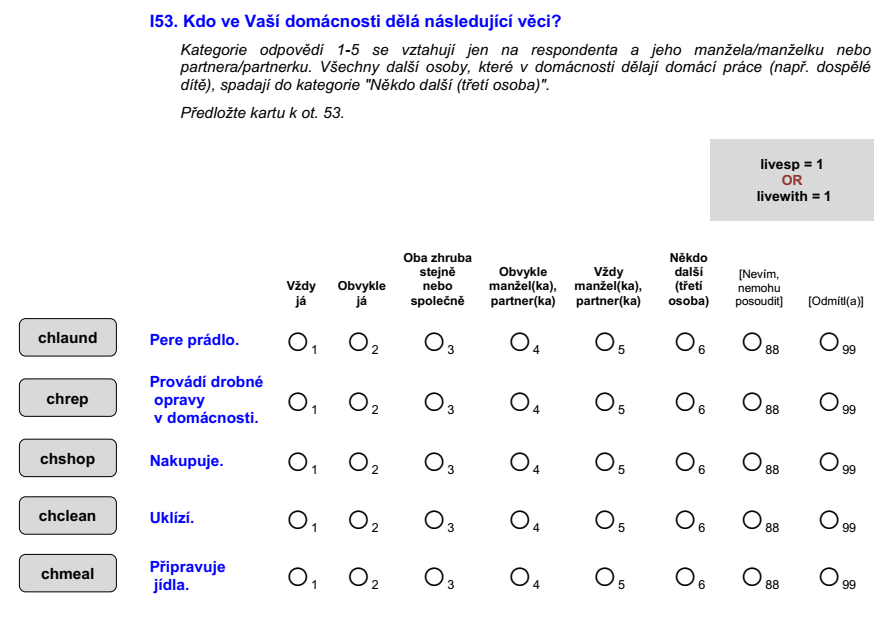 I53. Kdo ve Vaší domácnosti dělá následující věci?
Kategorie odpovědí 1-5 se vztahují jen na respondenta a jeho manžela/manželku nebo
partnera/partnerku. Všechny další osoby, které v domácnosti dělají domácí práce (např. dospělé
dítě), spadají do kategorie "Někdo další (třetí osoba)".
Předložte kartu k ot. 53.
livesp = 1
OR
livewith = 1
Vždy já
Obvykle já
Oba zhruba stejně nebo společně
Obvykle manžel(ka), partner(ka)
Vždy manžel(ka), partner(ka)
Někdo další (třetí osoba)
[Nevím, nemohu posoudit]
[Odmítl(a)]
chlaund Pere prádlo. 1 2 3 4 5 6 88 99
chrep Provádí drobné opravy v domácnosti. 1 2 3 4 5 6 88 99
chshop Nakupuje. 1 2 3 4 5 6 88 99
chclean Uklízí. 1 2 3 4 5 6 88 99
chmeal Připravuje jídla. 1 2 3 4 5 6 88 99